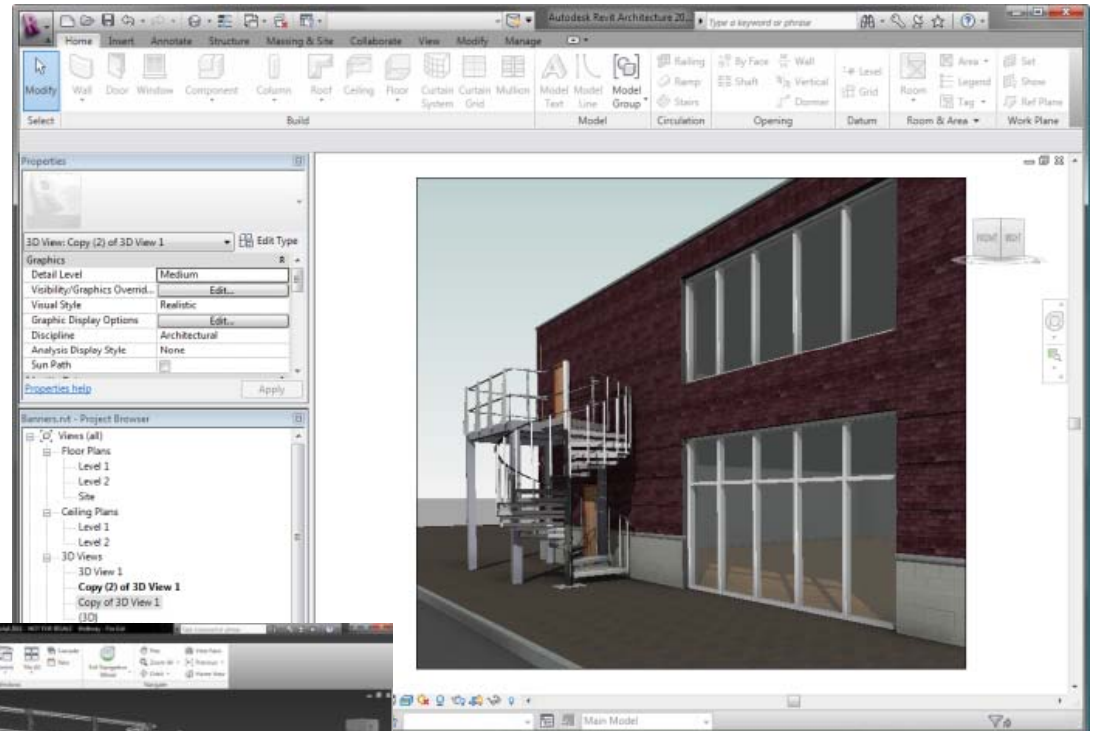 Autodesk Revit Architecture 20... Type a keyword or phrase
Home Insert Annotate Structure Massing & Site Collaborate View Modify Manage
Modify Wall Door Window Component Column Roof Ceiling Floor Curtain System Curtain Grid Mullion Model Text Model Line Model Group
Railing By Face Wall Level Area Set
Ramp Shaft Vertical Grid Room Legend Show
Stairs Dormer Tag Ref Plane
Select Build Model Circulation Opening Datum Room & Area Work Plane
Properties
3D View: Copy (2) of 3D View 1 Edit Type
Graphics
Detail Level Medium
Visibility/Graphics Overrid... Edit...
Visual Style Realistic
Graphic Display Options Edit...
Discipline Architectural
Analysis Display Style None
Sun Path
Properties help Apply
Banners.rvt - Project Browser
Views (all)
Floor Plans
Level 1
Level 2
Site
Ceiling Plans
Level 1
Level 2
3D Views
3D View 1
Copy (2) of 3D View 1
Copy of 3D View 1
{3D}
FRONT RIGHT
Main Model
:0